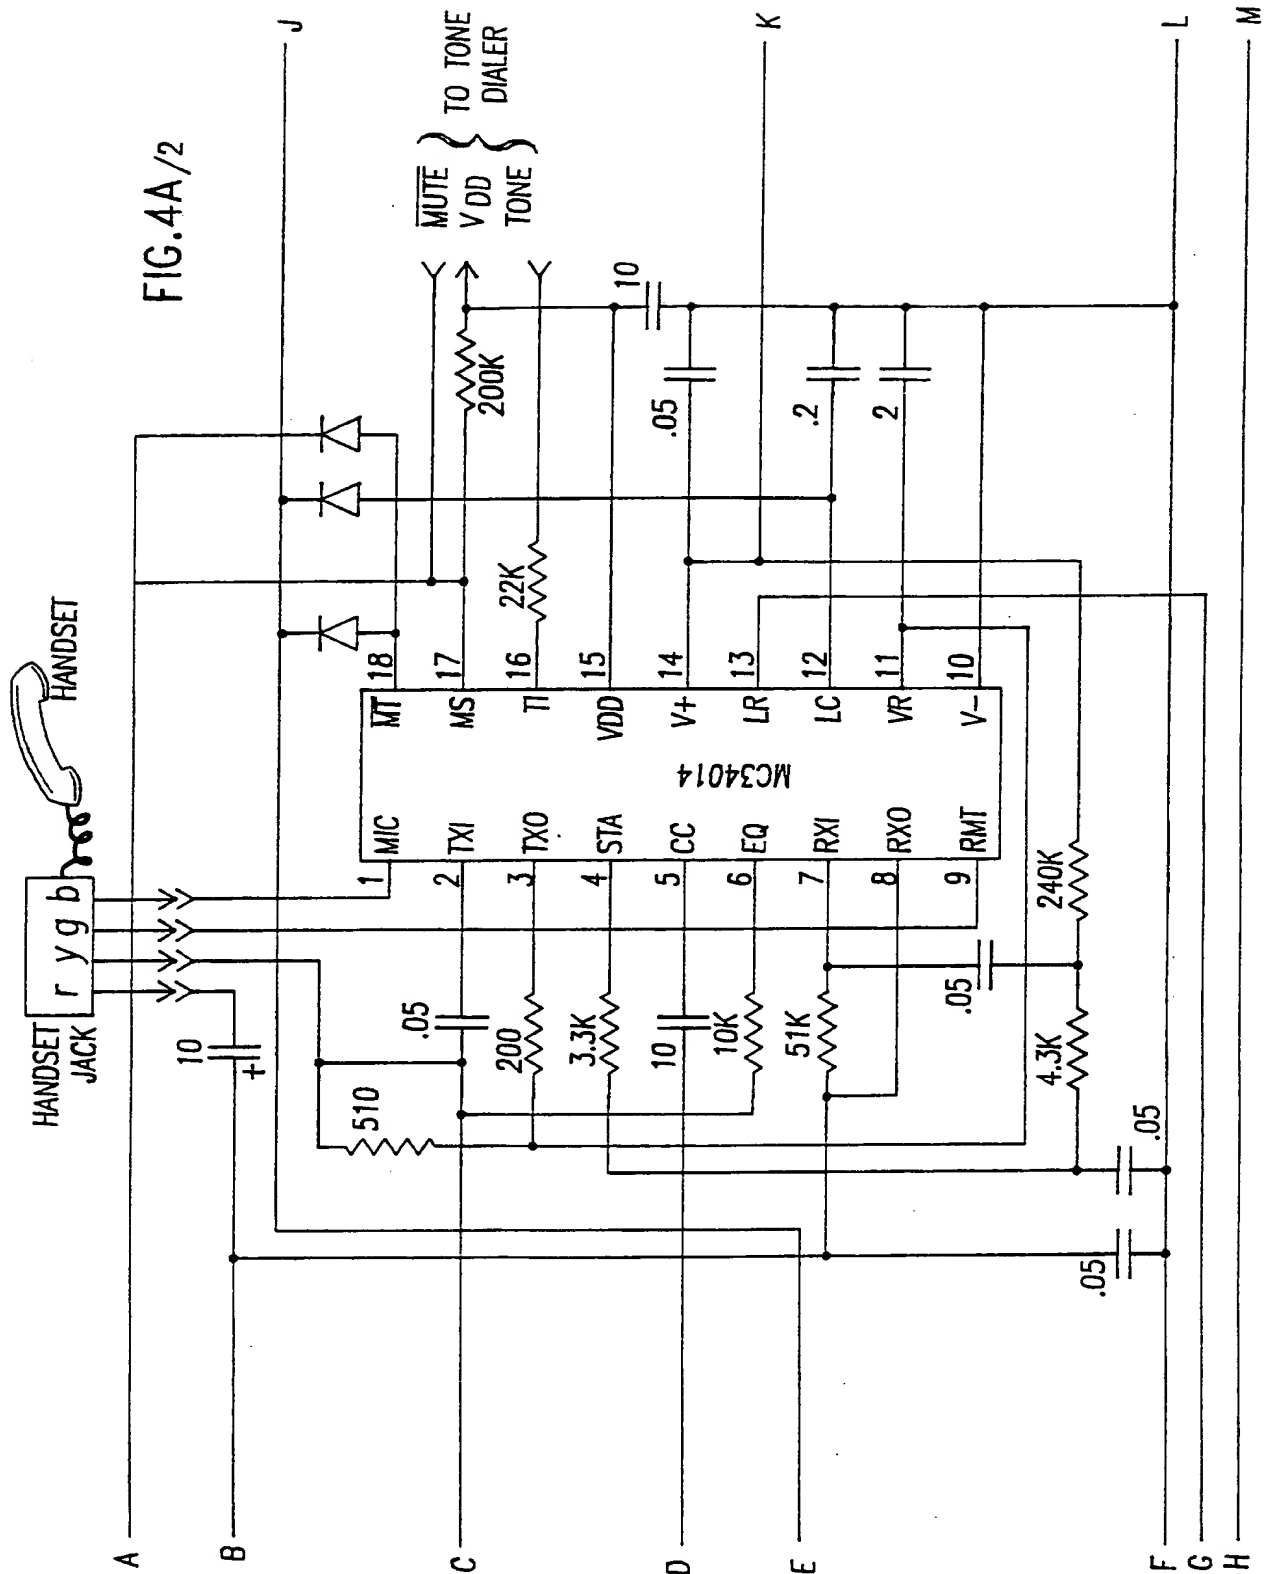 FIG.4A/2
HANDSET
HANDSET
JACK
r y g b
A
B
C
D
E
F
G
H
J
K
L
M
MUTE
VDD
TONE
TO TONE
DIALER
10
+
510
.05
200
3.3K
10
10K
51K
.05
4.3K
240K
.05
.05
MC34014
1 MIC
2 TXI
3 TXO
4 STA
5 CC
6 EQ
7 RXI
8 RXO
9 RMT
18 MT
17 MS
16 TI
15 VDD
14 V+
13 LR
12 LC
11 VR
10 V-
22K
200K
10
.05
.2
2